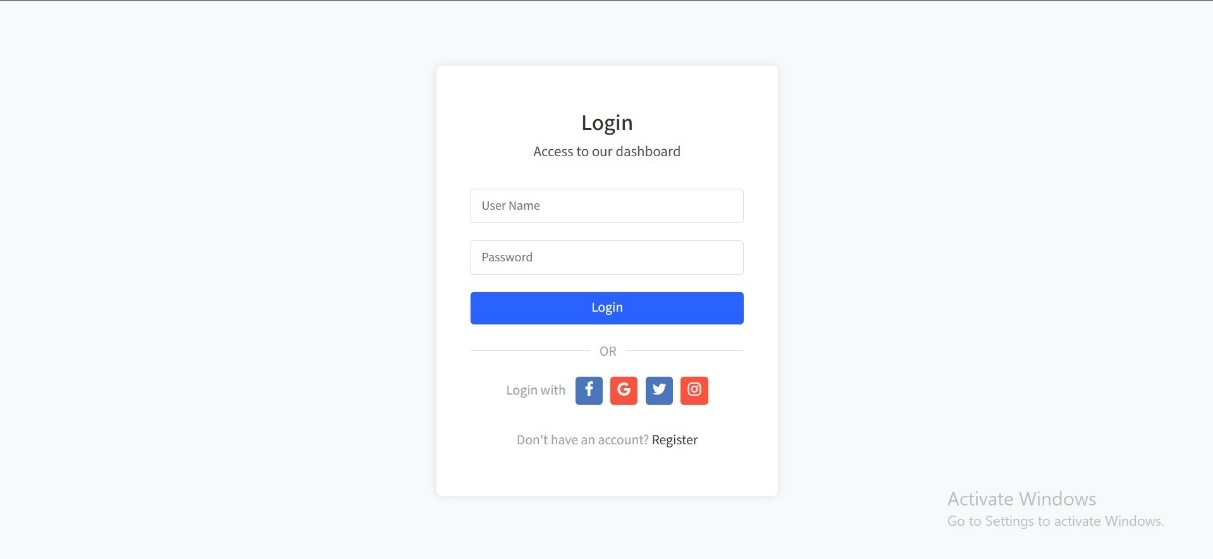 Login
Access to our dashboard
User Name
Password
Login
OR
Login with
Don't have an account? Register
Activate Windows
Go to Settings to activate Windows.